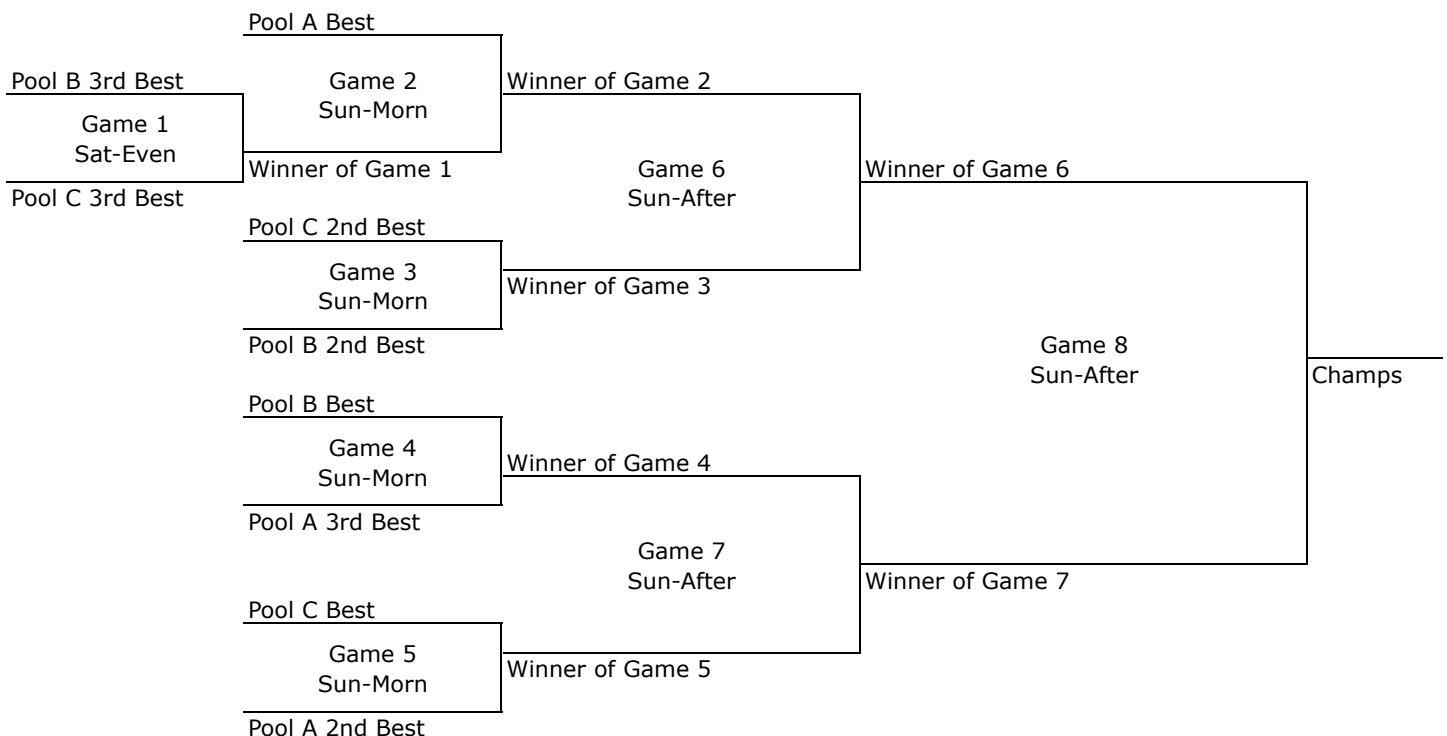 Pool A Best
Pool B 3rd Best
Game 2
Sun-Morn
Winner of Game 2
Game 1
Sat-Even
Winner of Game 1
Game 6
Sun-After
Winner of Game 6
Pool C 3rd Best
Pool C 2nd Best
Game 3
Sun-Morn
Winner of Game 3
Pool B 2nd Best
Game 8
Sun-After
Champs
Pool B Best
Game 4
Sun-Morn
Winner of Game 4
Pool A 3rd Best
Game 7
Sun-After
Winner of Game 7
Pool C Best
Game 5
Sun-Morn
Winner of Game 5
Pool A 2nd Best